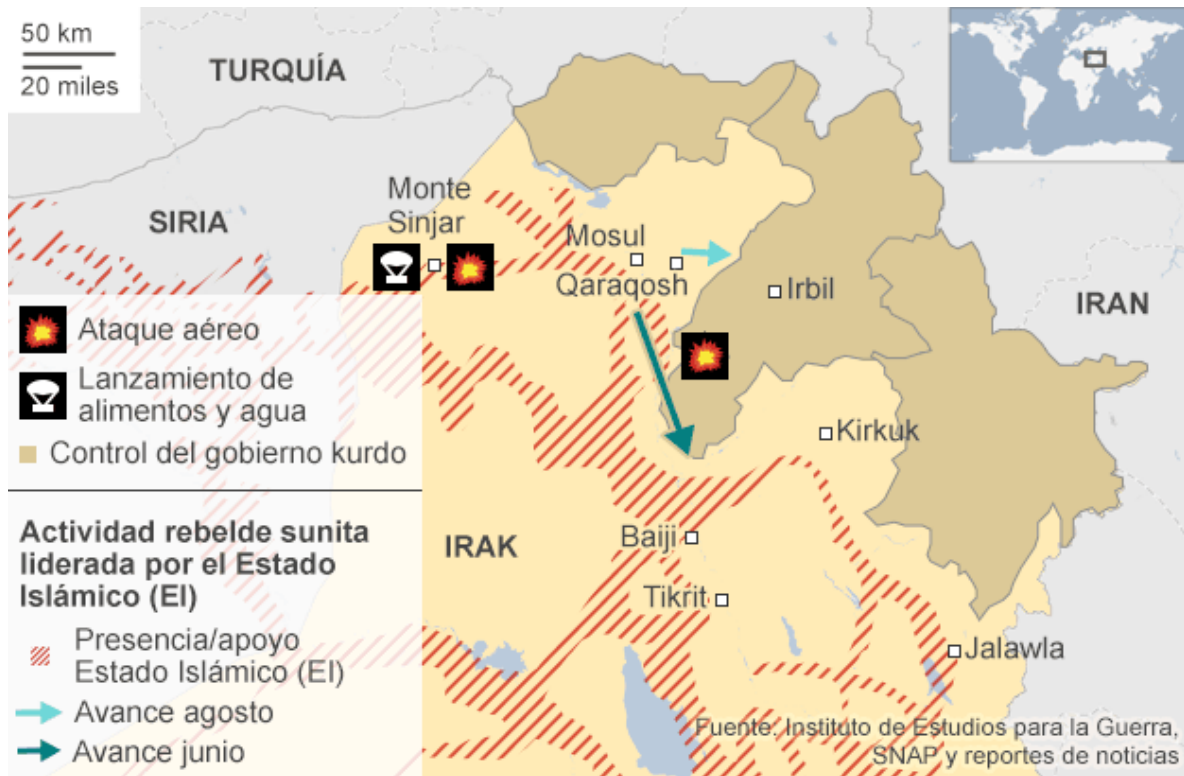 50 km
20 miles
TURQUÍA
SIRIA
Monte
Sinjar
Mosul
Qaraqosh
Irbil
IRAN
Kirkuk
IRAK
Baiji
Tikrit
Jalawla
Ataque aéreo
Lanzamiento de
alimentos y agua
Control del gobierno kurdo
Actividad rebelde sunita
liderada por el Estado
Islámico (EI)
Presencia/apoyo
Estado Islámico (EI)
Avance agosto
Avance junio
Fuente: Instituto de Estudios para la Guerra,
SNAP y reportes de noticias